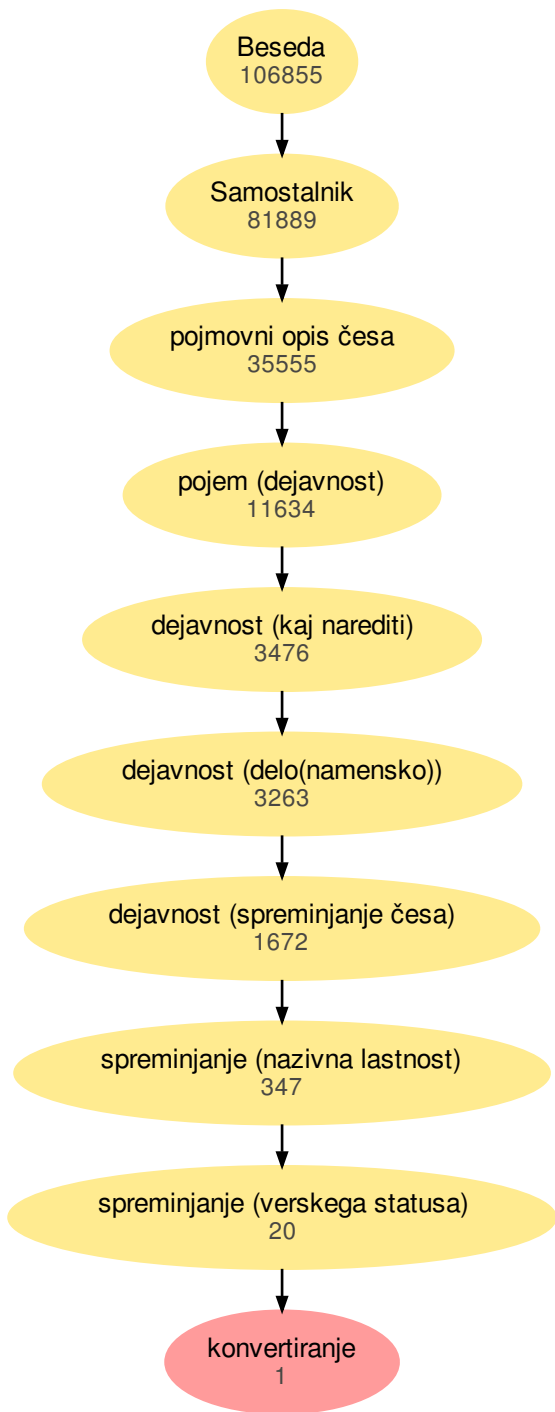 Beseda
106855
Samostalnik
81889
pojmovni opis česa
35555
pojem (dejavnost)
11634
dejavnost (kaj narediti)
3476
dejavnost (delo(namensko))
3263
dejavnost (spreminjanje česa)
1672
spreminjanje (nazivna lastnost)
347
spreminjanje (verskega statusa)
20
konvertiranje
1